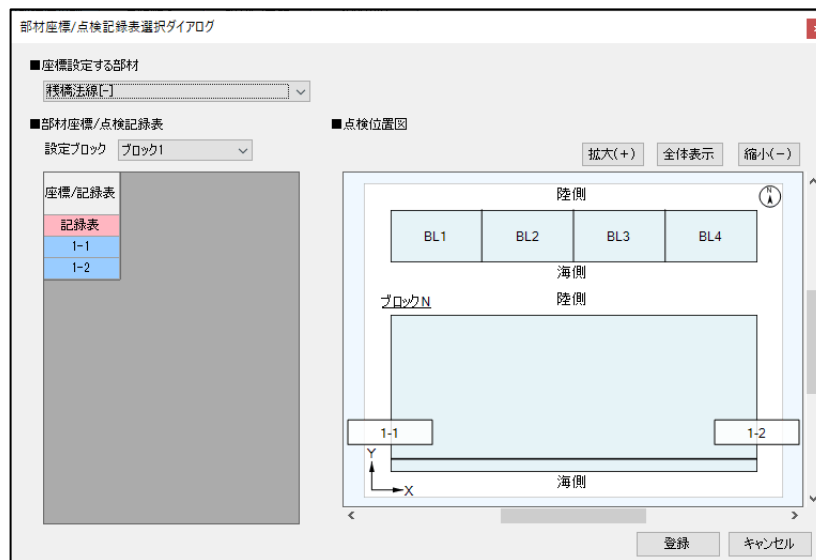 部材座標/点検記録表選択ダイアログ
■座標設定する部材
桟橋法線[-]
■部材座標/点検記録表
設定ブロック ブロック1
座標/記録表
記録表
1-1
1-2
■点検位置図
拡大(+) 全体表示 縮小(-)
陸側
N
BL1 BL2 BL3 BL4
海側
ブロックN 陸側
1-1 1-2
Y
X
海側
登録 キャンセル